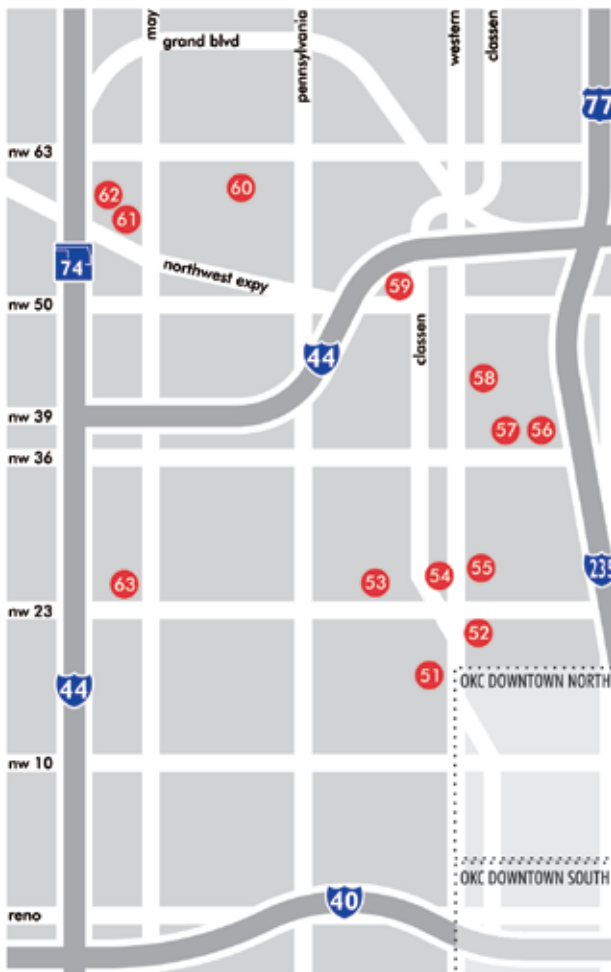 may
grand blvd
pennsylvania
western
classen
77
nw 63
62
61
60
74
northwest expy
59
nw 50
44
classen
58
nw 39
57
56
nw 36
63
53
54
55
235
nw 23
52
51
OKC DOWNTOWN NORTH
44
nw 10
OKC DOWNTOWN SOUTH
40
reno